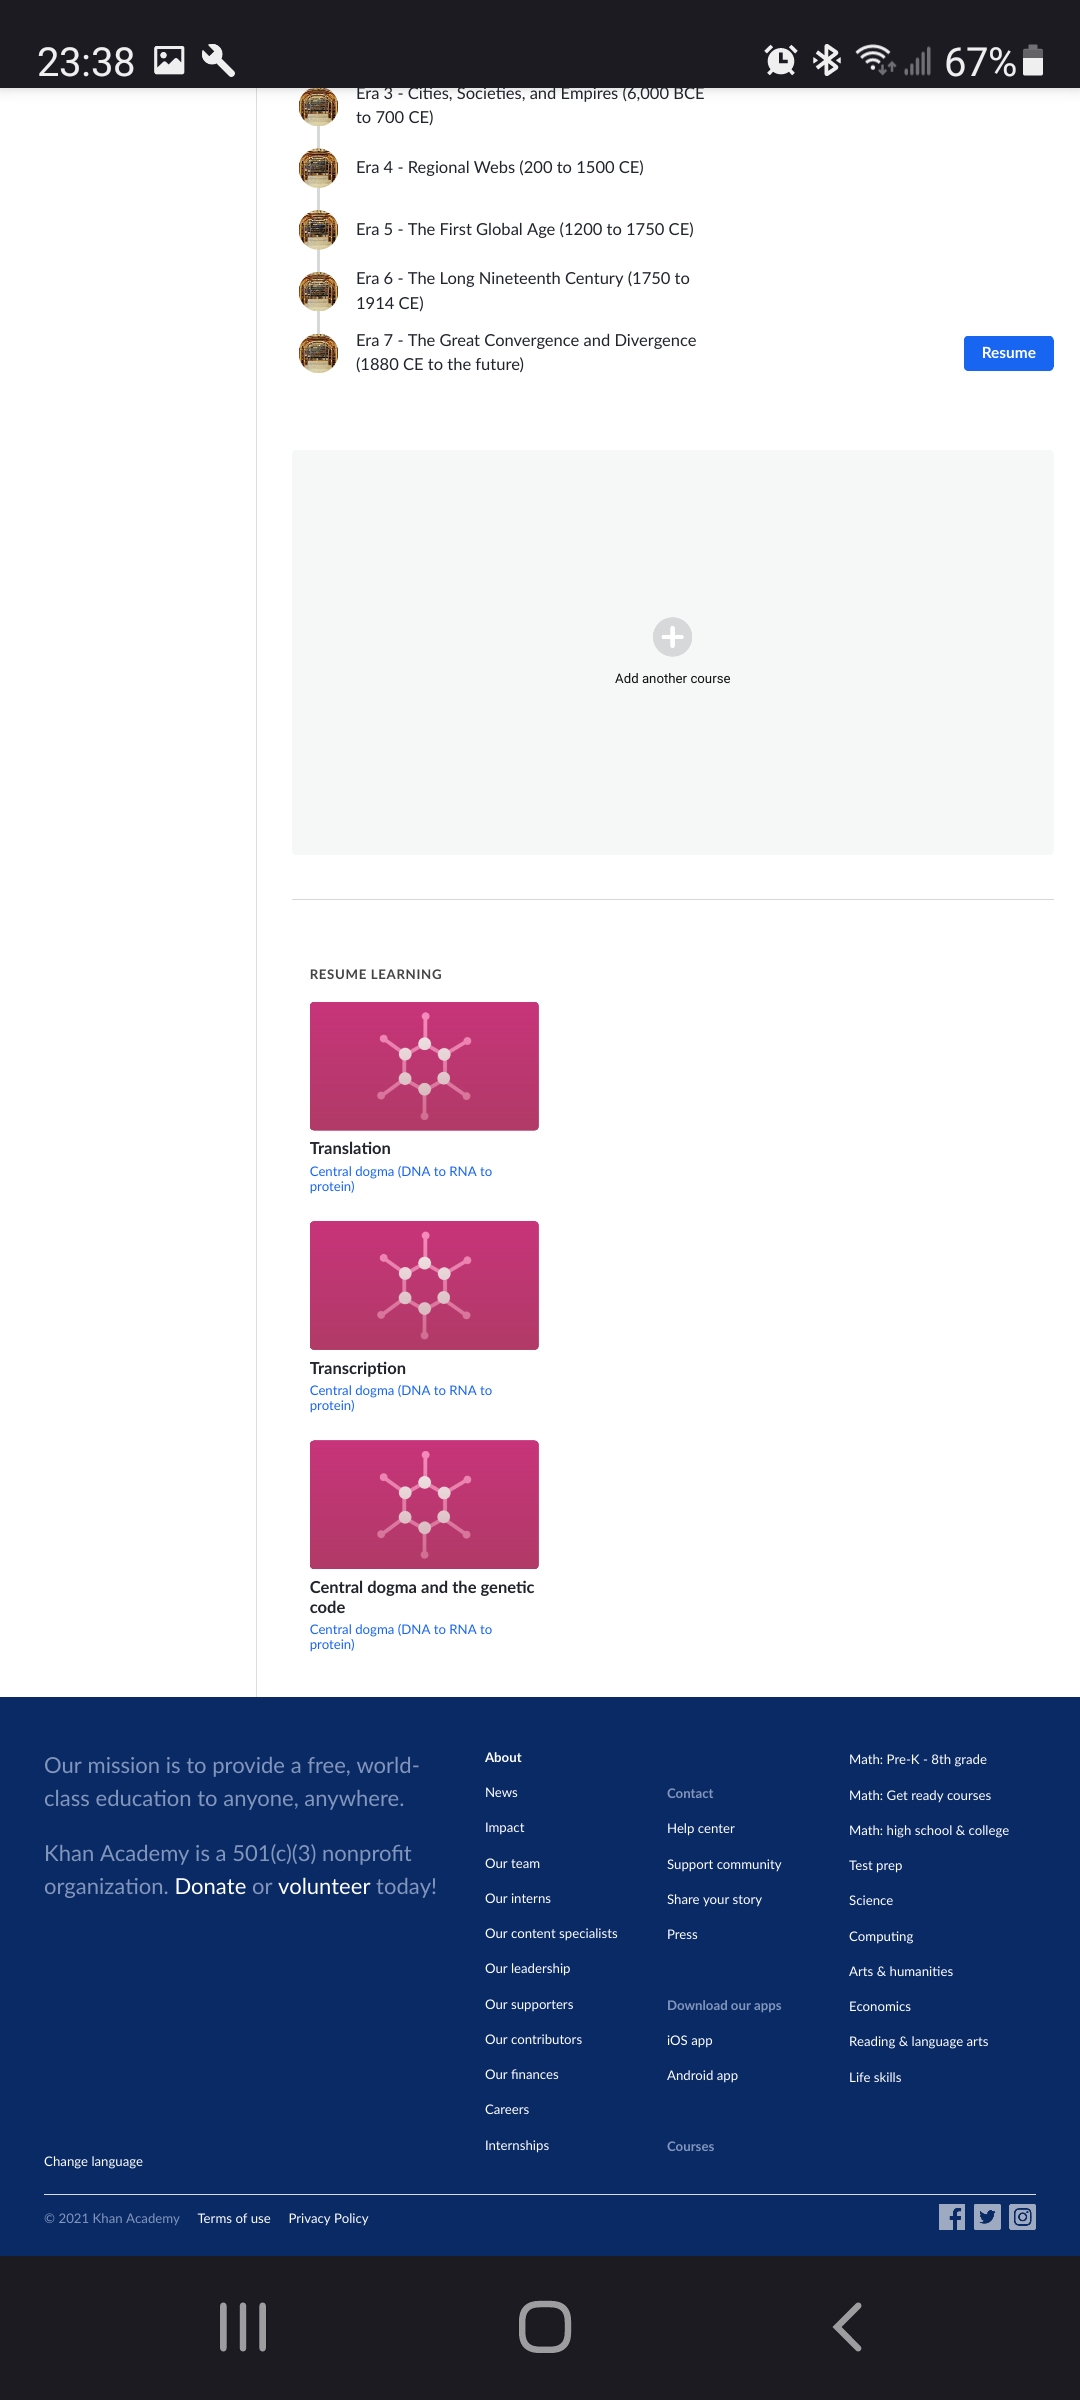 23:38
67%
Era 3 - Cities, Societies, and Empires (6,000 BCE
to 700 CE)
Era 4 - Regional Webs (200 to 1500 CE)
Era 5 - The First Global Age (1200 to 1750 CE)
Era 6 - The Long Nineteenth Century (1750 to
1914 CE)
Era 7 - The Great Convergence and Divergence
(1880 CE to the future)
Resume
Add another course
RESUME LEARNING
Translation
Central dogma (DNA to RNA to
protein)
Transcription
Central dogma (DNA to RNA to
protein)
Central dogma and the genetic
code
Central dogma (DNA to RNA to
protein)
Our mission is to provide a free, world-
class education to anyone, anywhere.
Khan Academy is a 501(c)(3) nonprofit
organization. Donate or volunteer today!
About
News
Impact
Our team
Our interns
Our content specialists
Our leadership
Our supporters
Our contributors
Our finances
Careers
Internships
Contact
Help center
Support community
Share your story
Press
Download our apps
iOS app
Android app
Courses
Math: Pre-K - 8th grade
Math: Get ready courses
Math: high school & college
Test prep
Science
Computing
Arts & humanities
Economics
Reading & language arts
Life skills
Change language
© 2021 Khan Academy
Terms of use
Privacy Policy